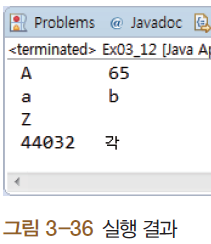 Problems @ Javadoc
<terminated> Ex03_12 [Java Ap
A 65
a b
Z
44032 각
그림 3-36 실행 결과